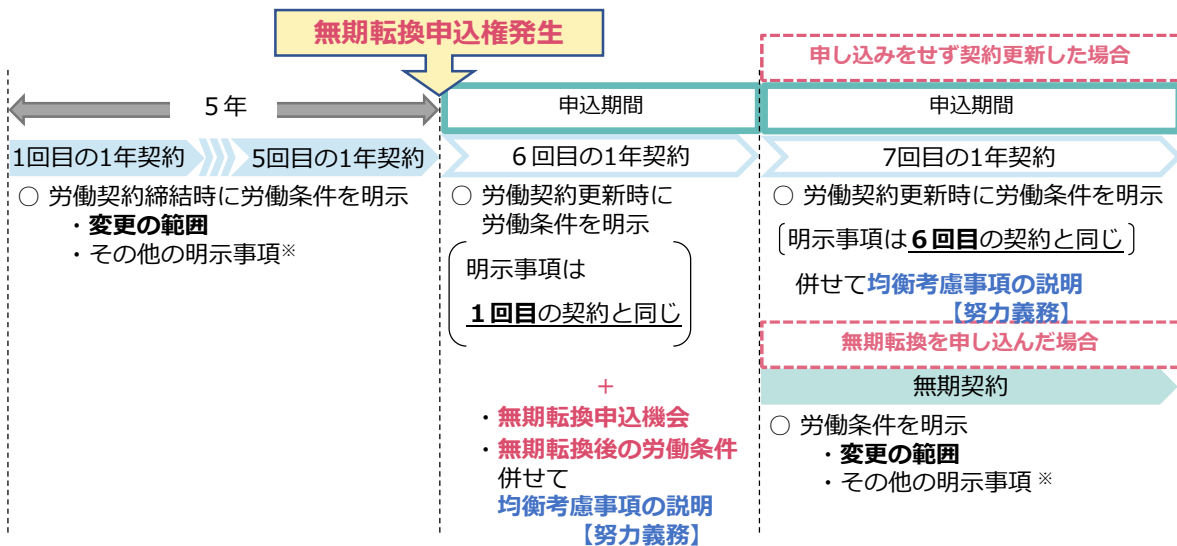 無期転換申込権発生
申し込みをせず契約更新した場合
5年
申込期間
申込期間
1回目の1年契約
5回目の1年契約
6回目の1年契約
7回目の1年契約
○ 労働契約締結時に労働条件を明示
・変更の範囲
・その他の明示事項※
○ 労働契約更新時に
労働条件を明示
明示事項は
1回目の契約と同じ
+
・無期転換申込機会
・無期転換後の労働条件
併せて
均衡考慮事項の説明
【努力義務】
○ 労働契約更新時に労働条件を明示
明示事項は6回目の契約と同じ
併せて均衡考慮事項の説明
【努力義務】
無期転換を申し込んだ場合
無期契約
○ 労働条件を明示
・変更の範囲
・その他の明示事項 ※